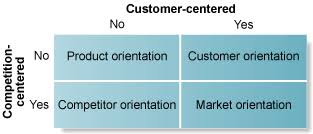 Customer-centered
No Yes
Competition-
centered
No Product orientation Customer orientation
Yes Competitor orientation Market orientation